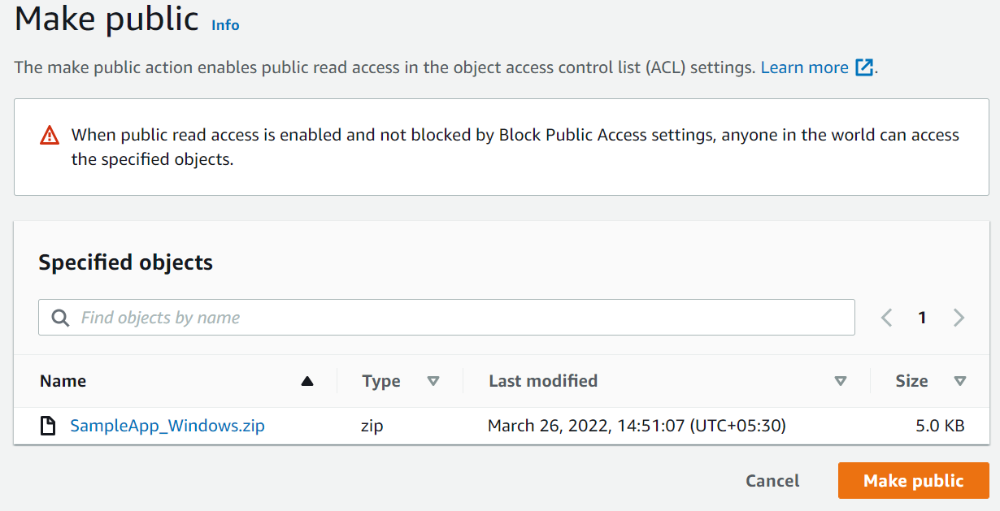 Make public Info
The make public action enables public read access in the object access control list (ACL) settings. Learn more.
When public read access is enabled and not blocked by Block Public Access settings, anyone in the world can access
the specified objects.
Specified objects
Find objects by name 1
Name Type Last modified Size
SampleApp_Windows.zip zip March 26, 2022, 14:51:07 (UTC+05:30) 5.0 KB
Cancel Make public